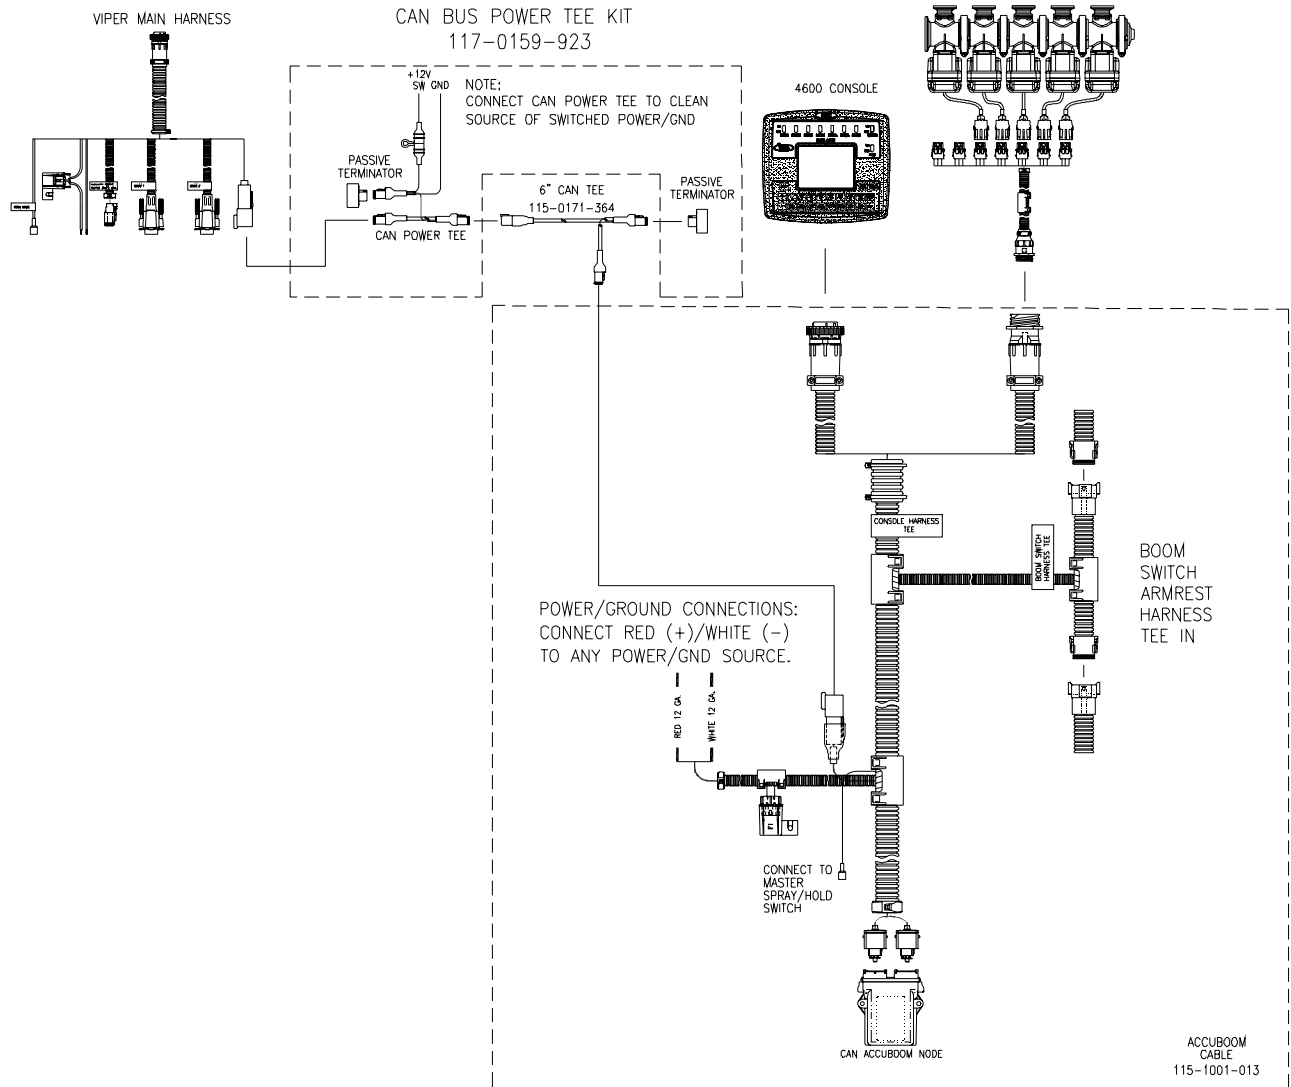 VIPER MAIN HARNESS
CAN BUS POWER TEE KIT
117-0159-923
+12V
SW GND
NOTE:
CONNECT CAN POWER TEE TO CLEAN
SOURCE OF SWITCHED POWER/GND
PASSIVE
TERMINATOR
CAN POWER TEE
6" CAN TEE
115-0171-364
PASSIVE
TERMINATOR
4600 CONSOLE
CONSOLE HARNESS
TEE
BOOM SWITCH
HARNESS TEE
BOOM
SWITCH
ARMREST
HARNESS
TEE IN
POWER/GROUND CONNECTIONS:
CONNECT RED (+)/WHITE (-)
TO ANY POWER/GND SOURCE.
RED 12 GA.
WHITE 12 GA.
F1
CONNECT TO
MASTER
SPRAY/HOLD
SWITCH
CAN ACCUBOOM NODE
ACCUBOOM
CABLE
115-1001-013